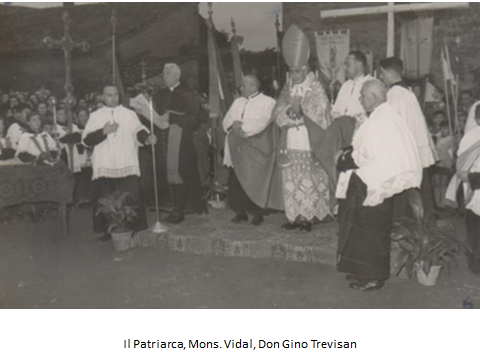 Il Patriarca, Mons. Vidal, Don Gino Trevisan